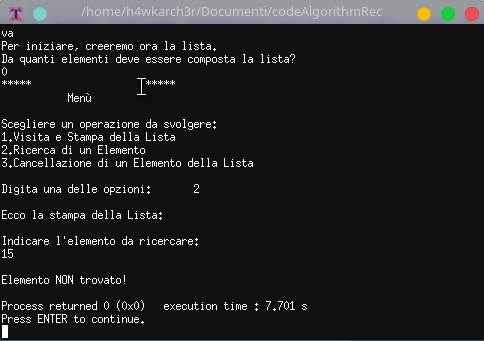 /home/h4wkarch3r/Documenti/codeAlgorithmRec
va
Per iniziare, creeremo ora la lista.
Da quanti elementi deve essere composta la lista?
0
***** *****
Menù
Scegliere un operazione da svolgere:
1.Visita e Stampa della Lista
2.Ricerca di un Elemento
3.Cancellazione di un Elemento della Lista
Digita una delle opzioni: 2
Ecco la stampa della Lista:
Indicare l'elemento da ricercare:
15
Elemento NON trovato!
Process returned 0 (0x0) execution time : 7.701 s
Press ENTER to continue.